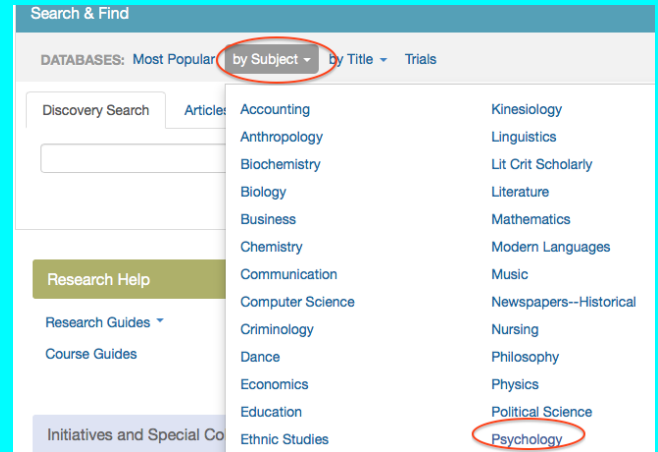 Search & Find
DATABASES: Most Popular by Subject by Title Trials
Discovery Search Articles
Accounting
Anthropology
Biochemistry
Biology
Business
Chemistry
Communication
Computer Science
Criminology
Dance
Economics
Education
Ethnic Studies
Kinesiology
Linguistics
Lit Crit Scholarly
Literature
Mathematics
Modern Languages
Music
Newspapers--Historical
Nursing
Philosophy
Physics
Political Science
Psychology
Research Help
Research Guides
Course Guides
Initiatives and Special